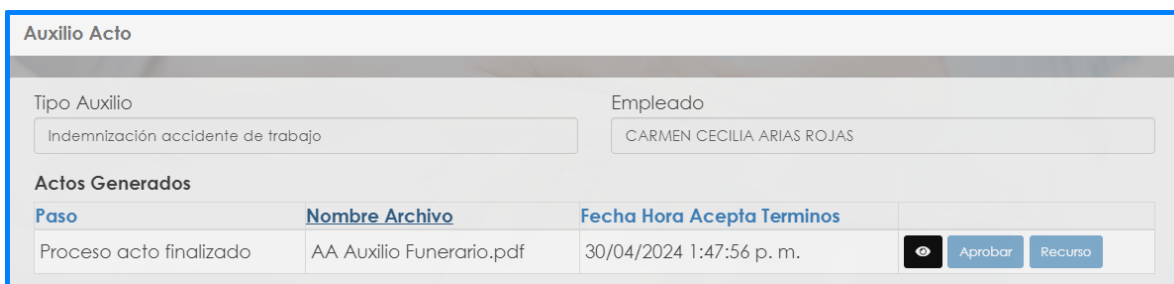 Auxilio Acto
Tipo Auxilio Empleado
Indemnización accidente de trabajo CARMEN CECILIA ARIAS ROJAS
Actos Generados
Paso Nombre Archivo Fecha Hora Acepta Terminos
Proceso acto finalizado AA Auxilio Funerario.pdf 30/04/2024 1:47:56 p. m. Aprobar Recurso